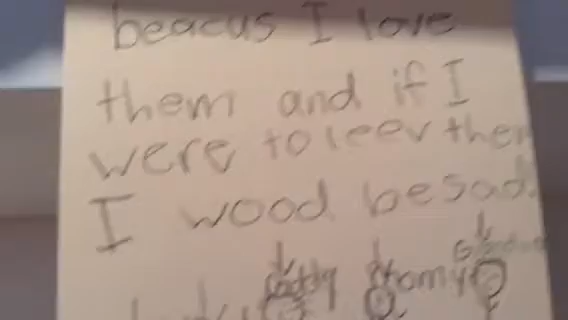 beacus I love
them and if I
were to leev them
I wood be sad.